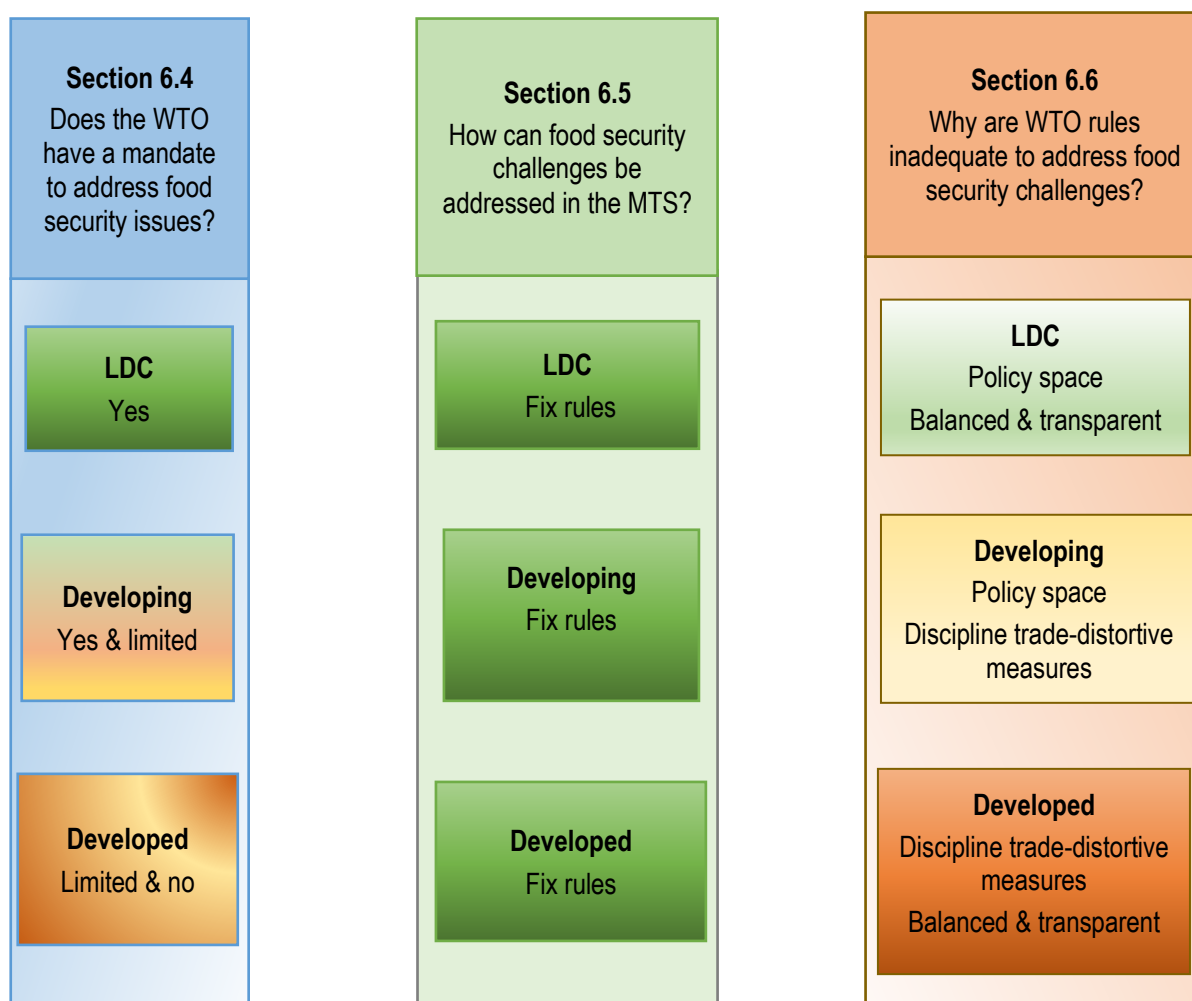 Section 6.4
Does the WTO
have a mandate
to address food
security issues?
LDC
Yes
Developing
Yes & limited
Developed
Limited & no
Section 6.5
How can food security
challenges be
addressed in the MTS?
LDC
Fix rules
Developing
Fix rules
Developed
Fix rules
Section 6.6
Why are WTO rules
inadequate to address food
security challenges?
LDC
Policy space
Balanced & transparent
Developing
Policy space
Discipline trade-distortive
measures
Developed
Discipline trade-distortive
measures
Balanced & transparent